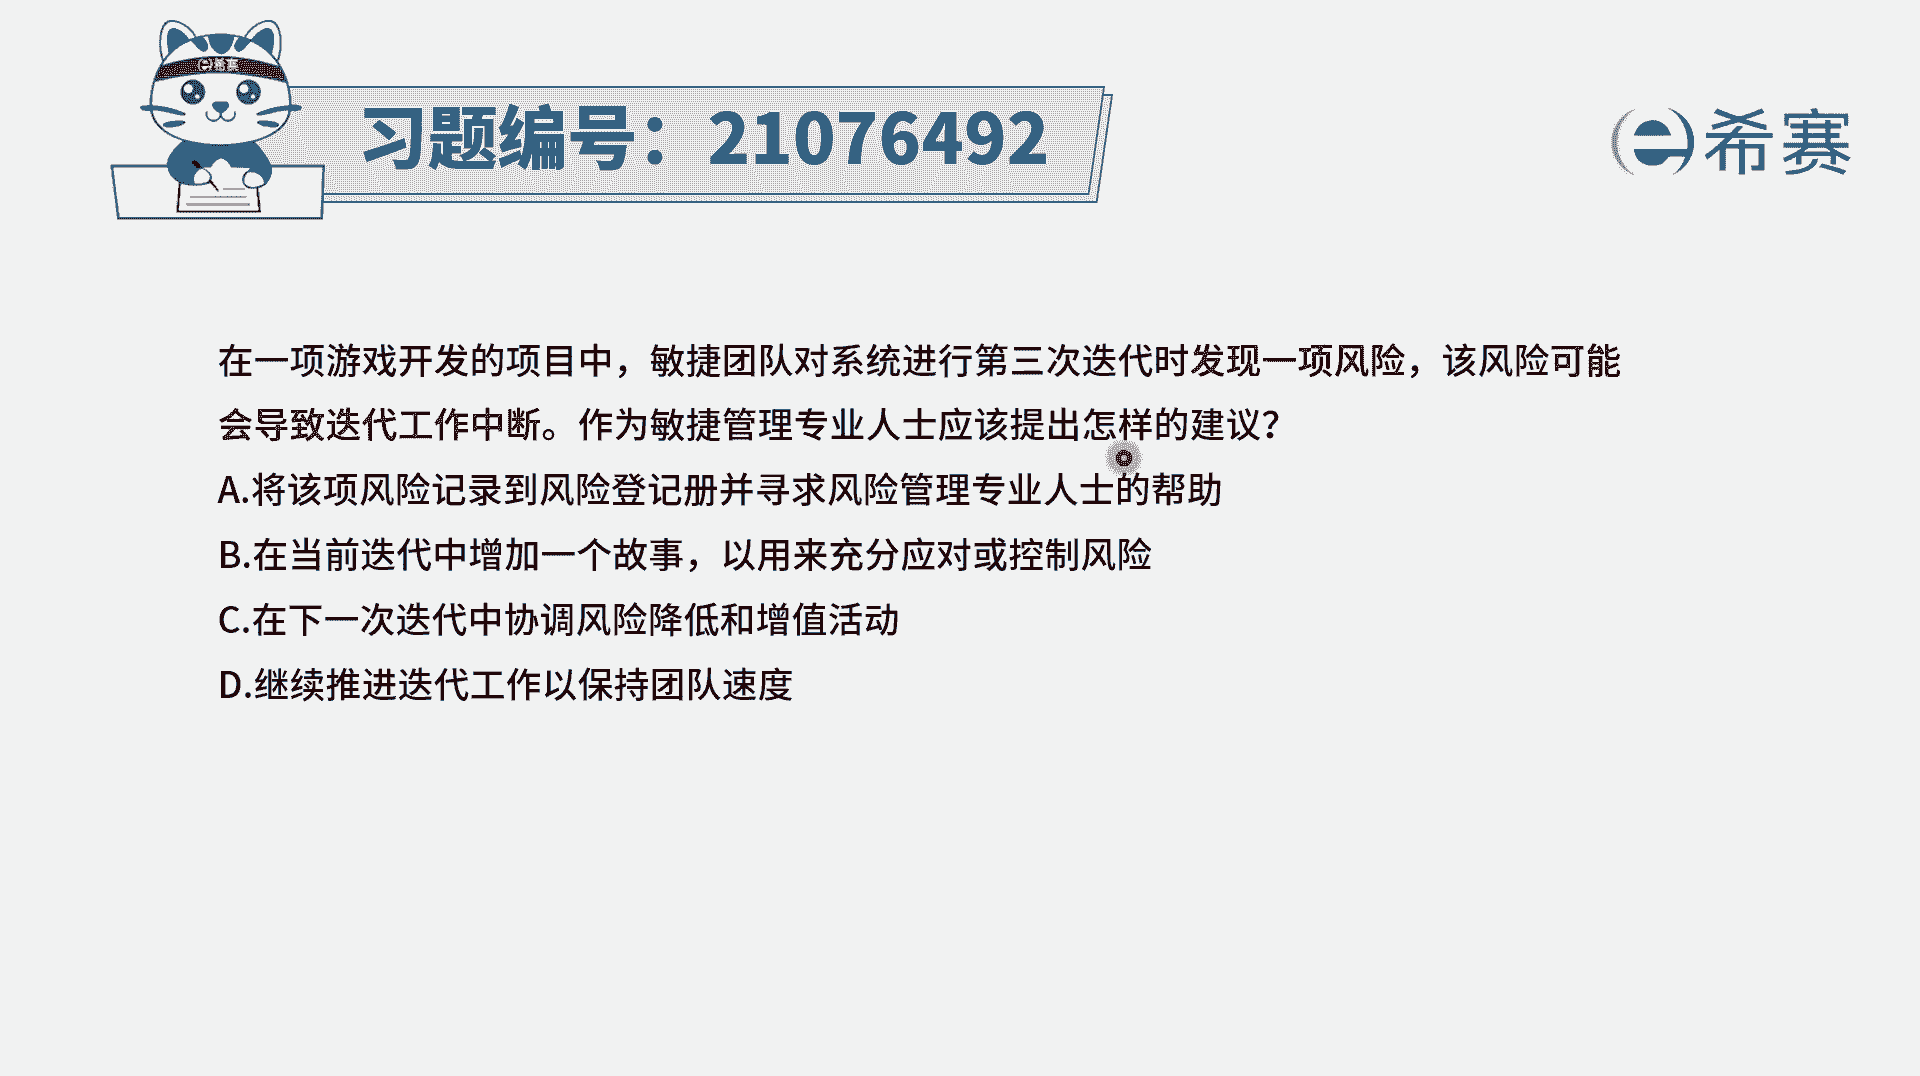 希赛
习题编号：21076492
希赛
在一项游戏开发的项目中，敏捷团队对系统进行第三次迭代时发现一项风险，该风险可能
会导致迭代工作中断。作为敏捷管理专业人士应该提出怎样的建议？
A.将该项风险记录到风险登记册并寻求风险管理专业人士的帮助
B.在当前迭代中增加一个故事，以用来充分应对或控制风险
C.在下一次迭代中协调风险降低和增值活动
D.继续推进迭代工作以保持团队速度